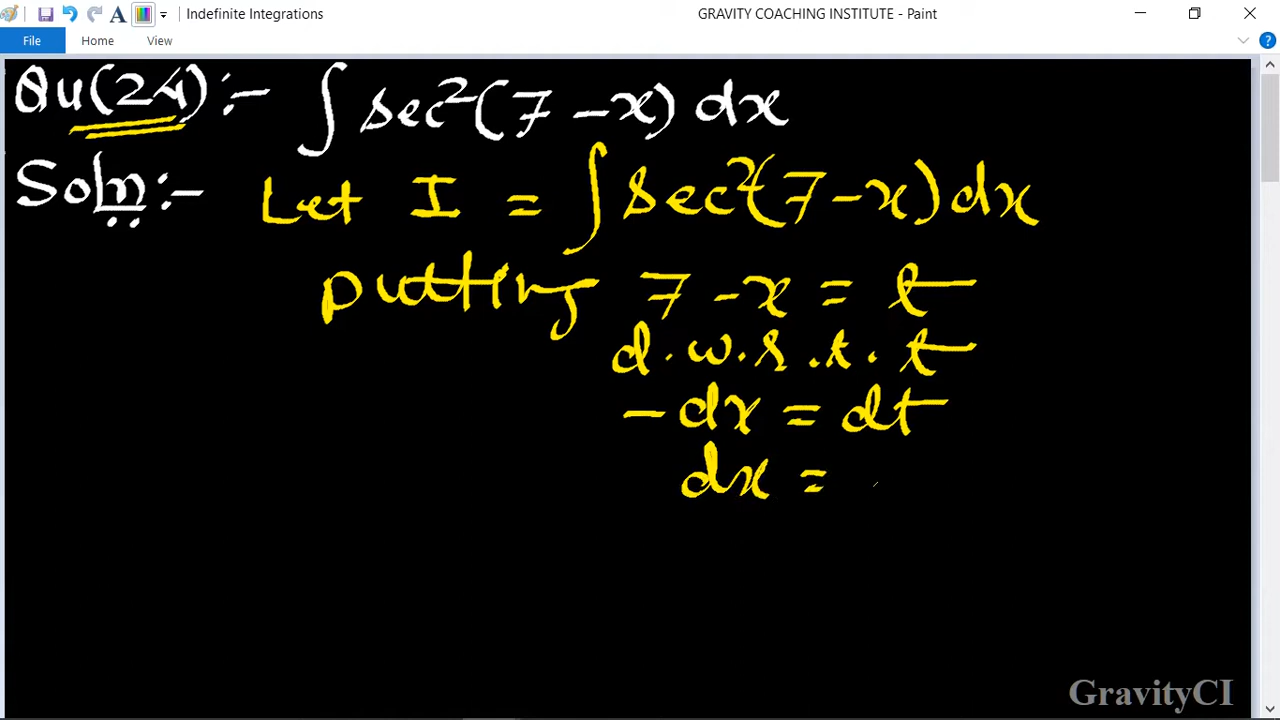 Indefinite Integrations
GRAVITY COACHING INSTITUTE - Paint
File Home View
Qu(24):- ∫ sec²(7-x) dx
Soln:- Let I = ∫ sec²(7-x) dx
putting 7-x = t
d.w.r.t.t
-dx = dt
dx =
GravityCI